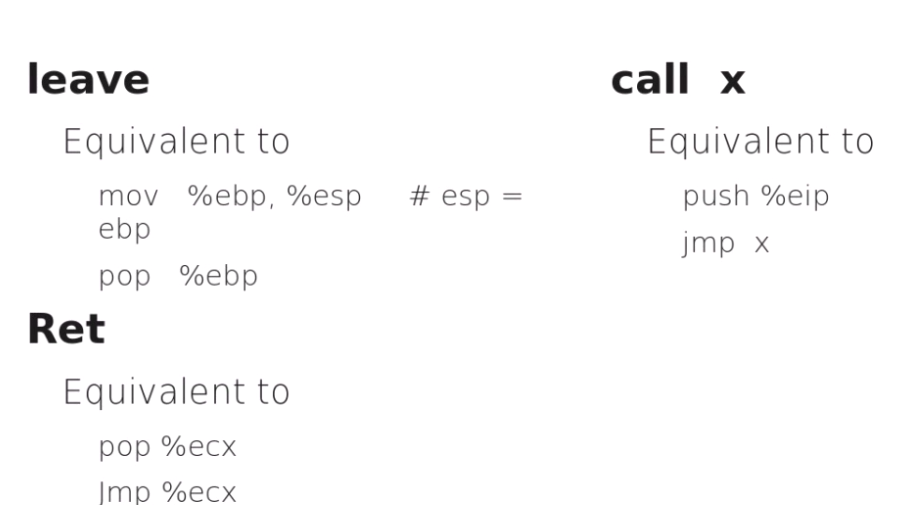 leave
Equivalent to
mov %ebp, %esp # esp =
ebp
pop %ebp
Ret
Equivalent to
pop %ecx
Jmp %ecx
call x
Equivalent to
push %eip
jmp x